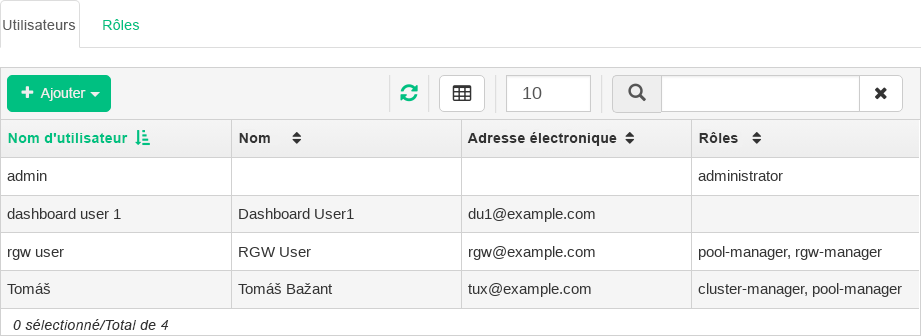 Utilisateurs Rôles
Ajouter 10
Nom d'utilisateur Nom Adresse électronique Rôles
admin administrator
dashboard user 1 Dashboard User1 du1@example.com
rgw user RGW User rgw@example.com pool-manager, rgw-manager
Tomáš Tomáš Bažant tux@example.com cluster-manager, pool-manager
0 sélectionné/Total de 4